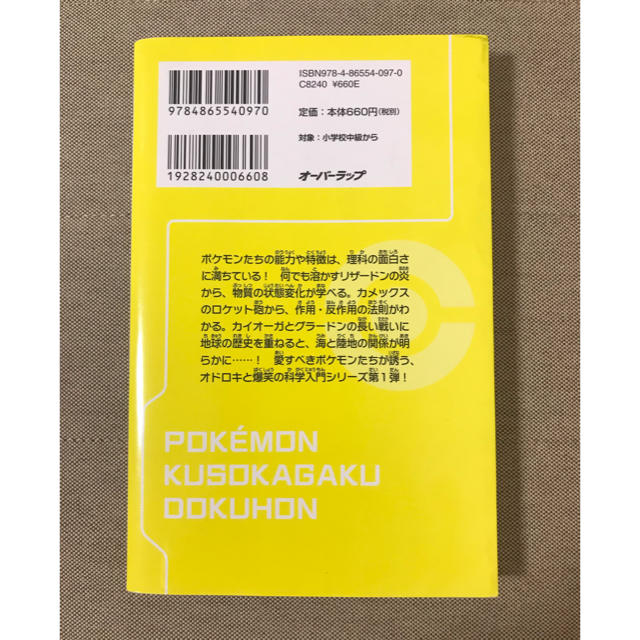 ISBN978-4-86554-097-0
C8240 ¥660E
9784865540970
定価：本体660円(税別)
対象：小学校中級から
1928240006608
オーバーラップ
ポケモンたちの能力や特徴は、理科の面白さ
に満ちている！ 何でも溶かすリザードンの炎
から、物質の状態変化が学べる。カメックス
のロケット砲から、作用・反作用の法則がわ
かる。カイオーガとグラードンの長い戦いに
地球の歴史を重ねると、海と陸地の関係が明
らかに……！ 愛すべきポケモンたちが誘う、
オドロキと爆笑の科学入門シリーズ第1弾！
POKÉMON
KUSOKAGAKU
DOKUHON